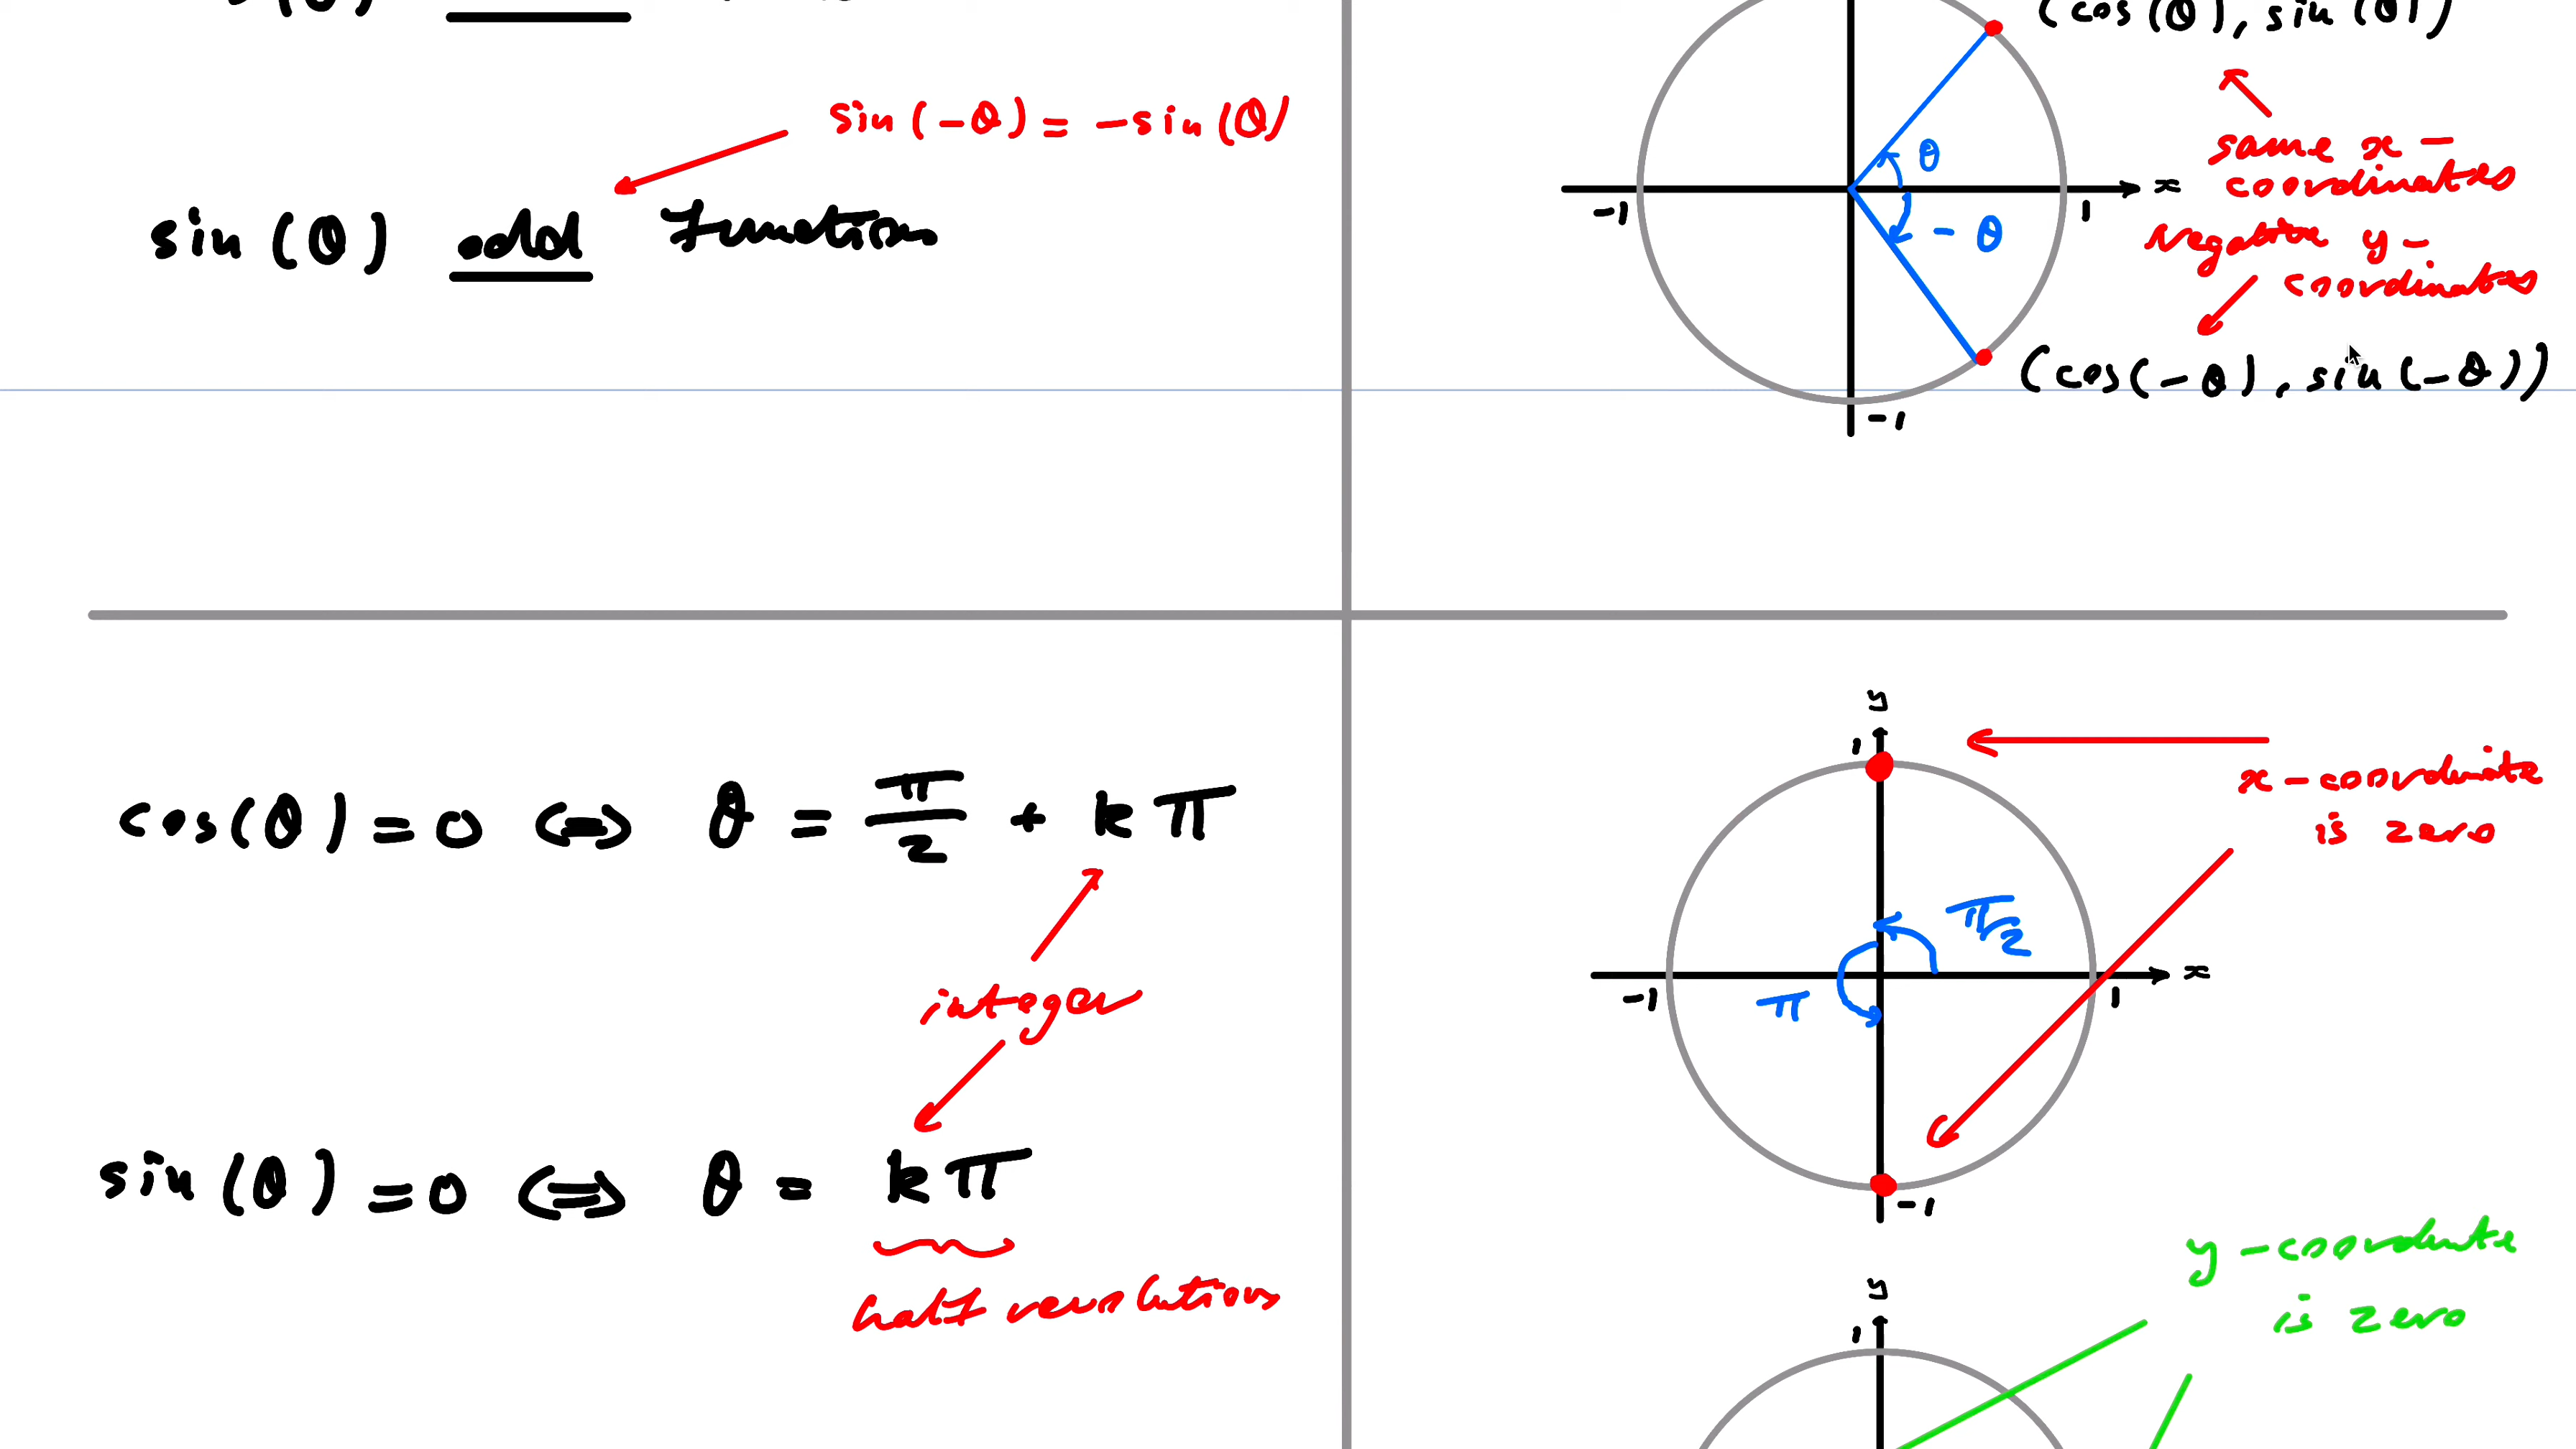 sin(-θ) = -sin(θ)
sin(θ) odd function
(cos(θ), sin(θ))
same x-
coordinates
Negative y-
coordinates
(cos(-θ), sin(-θ))
θ
-θ
x
-1
1
-1
cos(θ) = 0 ⇔ θ = π/2 + kπ
integer
sin(θ) = 0 ⇔ θ = kπ
half revolutions
y
1
x-coordinate
is zero
π/2
π
x
-1
1
-1
y-coordinate
is zero
y
1